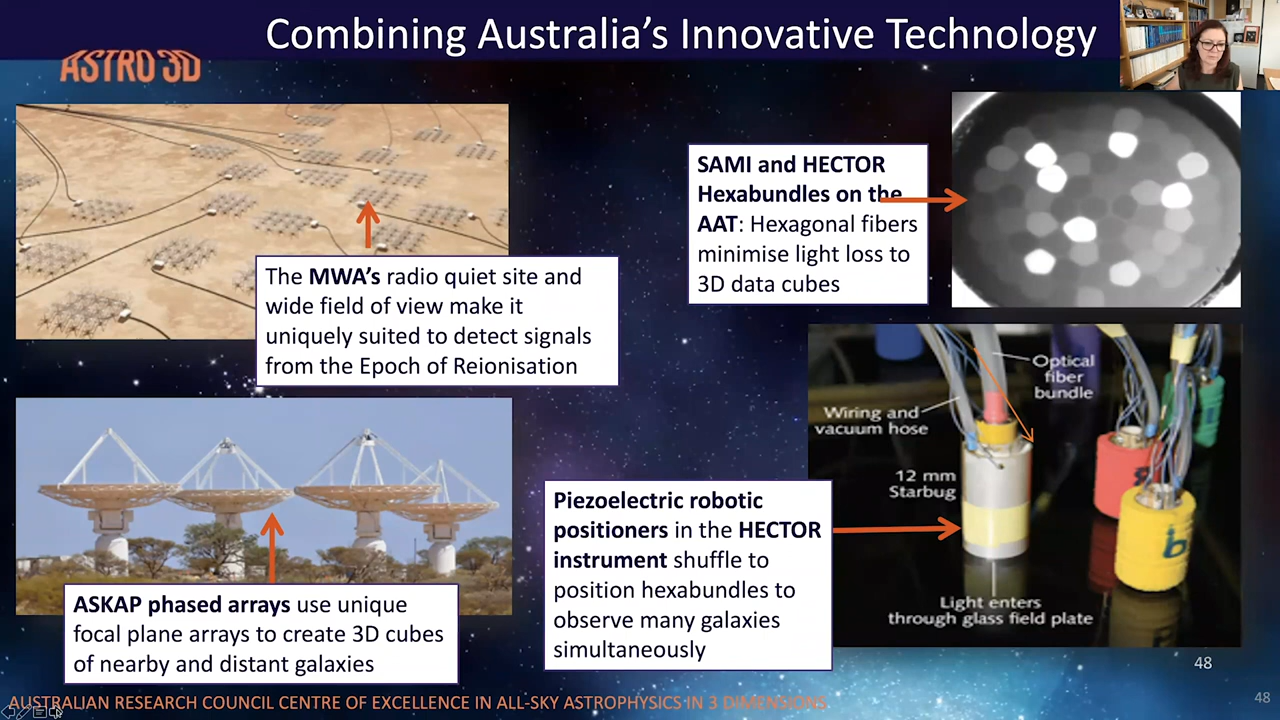 Combining Australia's Innovative Technology
ASTRO 3D
SAMI and HECTOR
Hexabundles on the
AAT: Hexagonal fibers
minimise light loss to
3D data cubes
The MWA's radio quiet site and
wide field of view make it
uniquely suited to detect signals
from the Epoch of Reionisation
Optical
fiber
bundle
Wiring and
vacuum hose
12 mm
Starbug
Light enters
through glass field plate
Piezoelectric robotic
positioners in the HECTOR
instrument shuffle to
position hexabundles to
observe many galaxies
simultaneously
ASKAP phased arrays use unique
focal plane arrays to create 3D cubes
of nearby and distant galaxies
48
48
AUSTRALIAN RESEARCH COUNCIL CENTRE OF EXCELLENCE IN ALL-SKY ASTROPHYSICS IN 3 DIMENSIONS